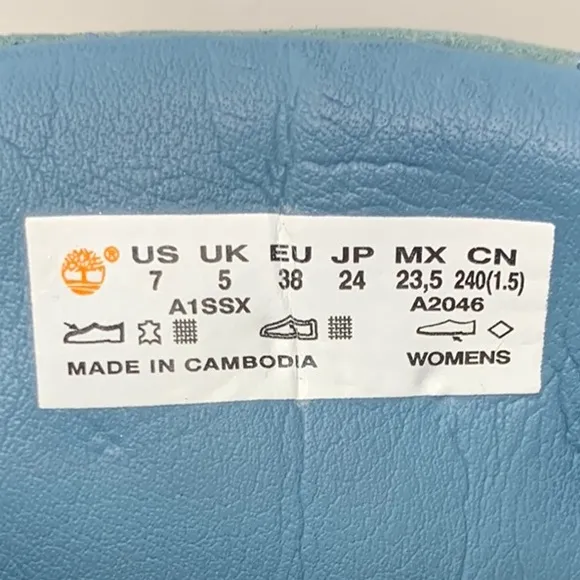 ® US UK EU JP MX CN
7 5 38 24 23,5 240(1.5)
A1SSX A2046
MADE IN CAMBODIA WOMENS